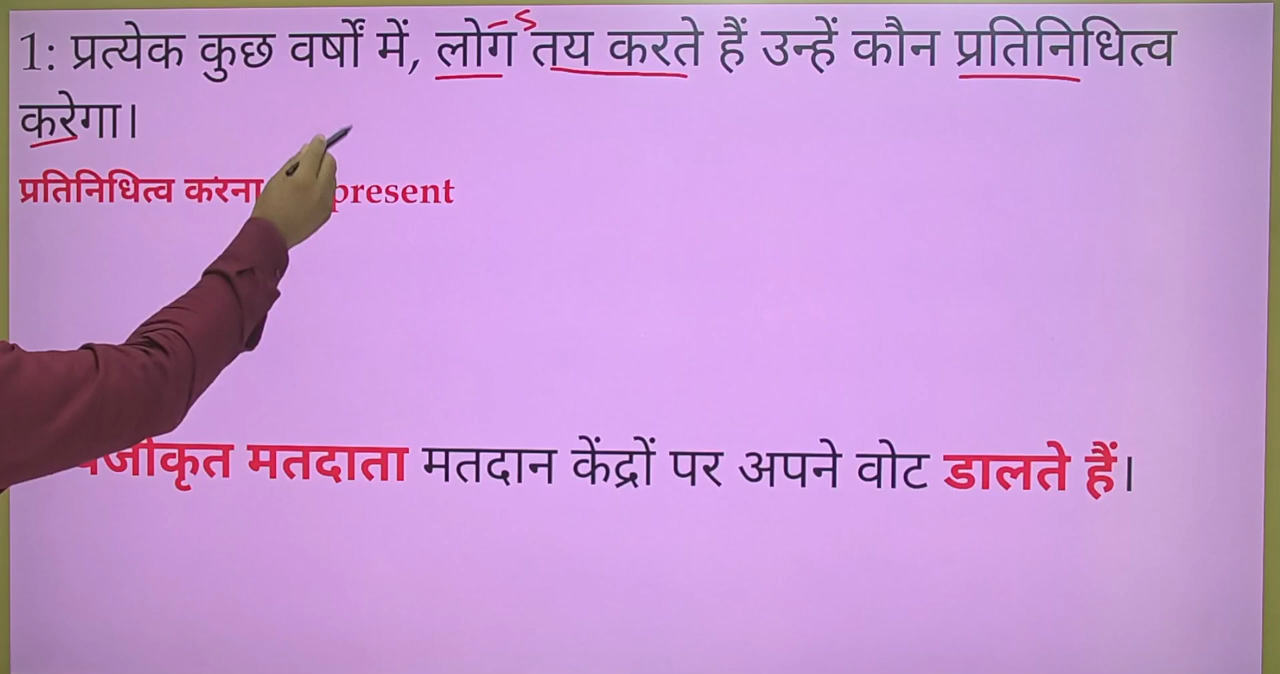 1: प्रत्येक कुछ वर्षों में, लोग तय करते हैं उन्हें कौन प्रतिनिधित्व
करेगा।
S
प्रतिनिधित्व करना present
मतदाता मतदान केंद्रों पर अपने वोट डालते हैं।